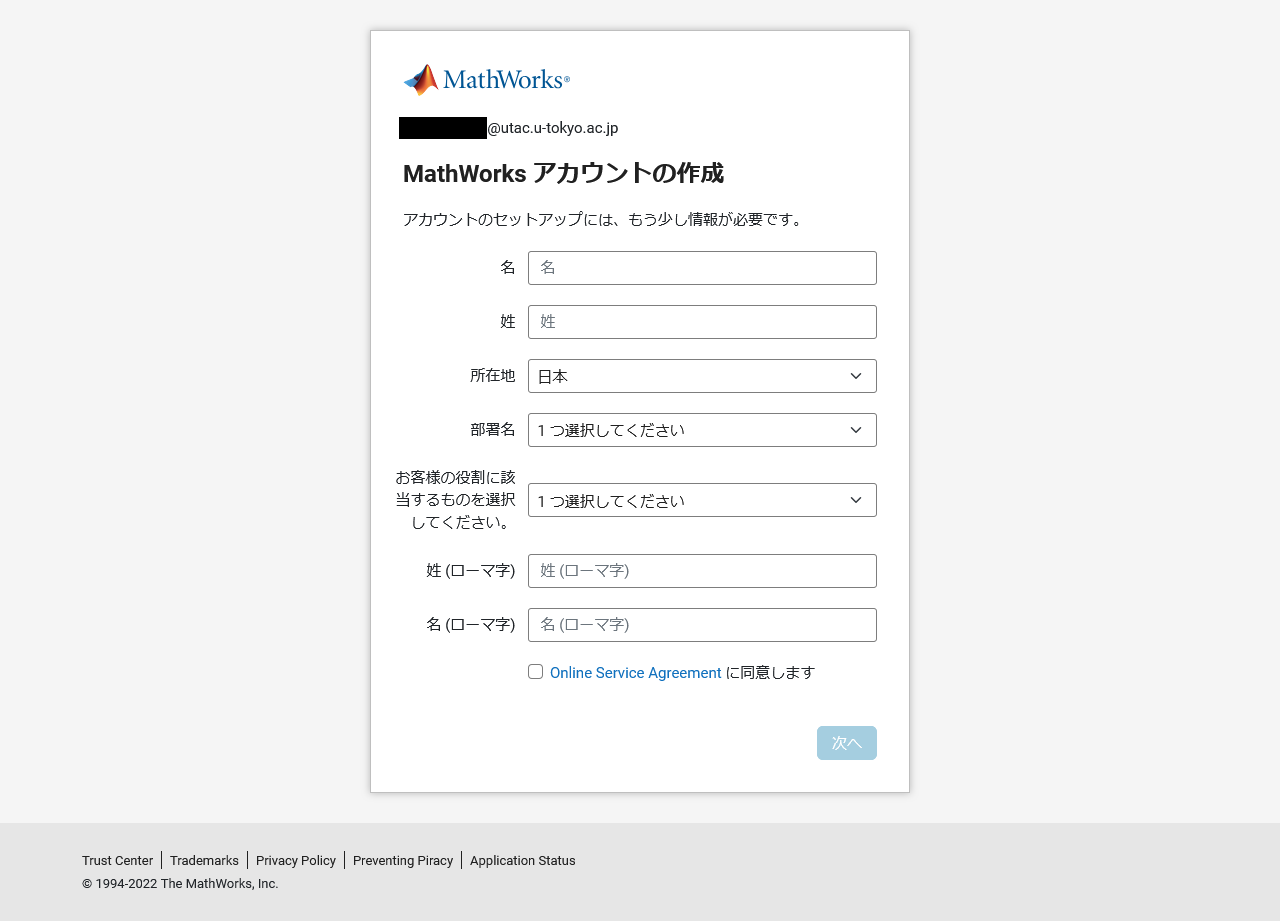 MathWorks®
@utac.u-tokyo.ac.jp
MathWorks アカウントの作成
アカウントのセットアップには、もう少し情報が必要です。
名 名
姓 姓
所在地 日本
部署名 1 つ選択してください
お客様の役割に該
当するものを選択
してください。
1 つ選択してください
姓 (ローマ字) 姓 (ローマ字)
名 (ローマ字) 名 (ローマ字)
Online Service Agreement に同意します
次へ
Trust Center | Trademarks | Privacy Policy | Preventing Piracy | Application Status
© 1994-2022 The MathWorks, Inc.